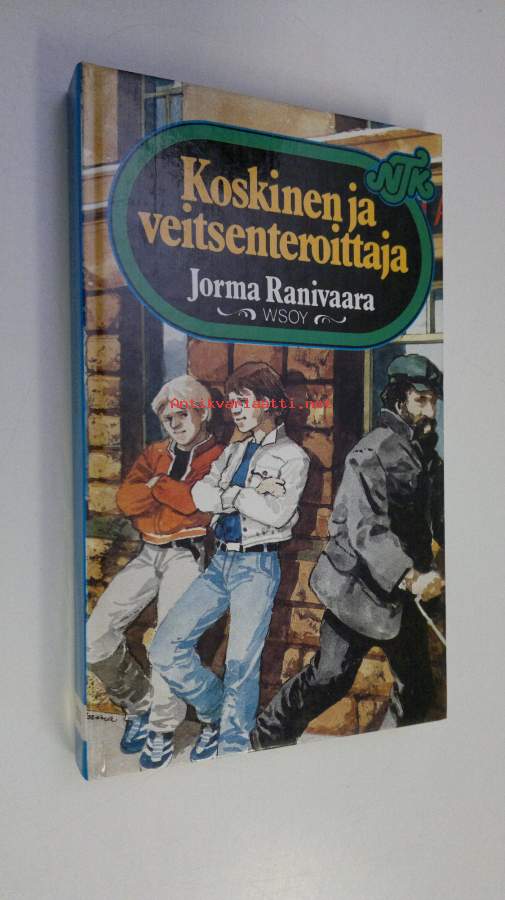 NTK
Koskinen ja
veitsenteroittaja
Jorma Ranivaara
WSOY
Antikvariaatti.net